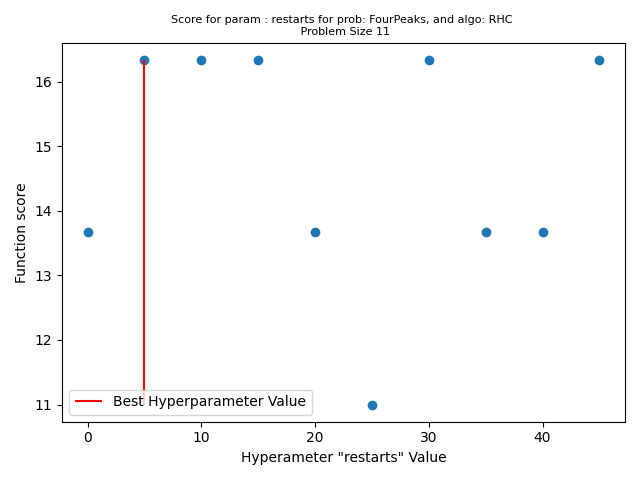 Score for param : restarts for prob: FourPeaks, and algo: RHC
Problem Size 11
Function score
16
15
14
13
12
11
Best Hyperparameter Value
0 10 20 30 40
Hyperameter "restarts" Value